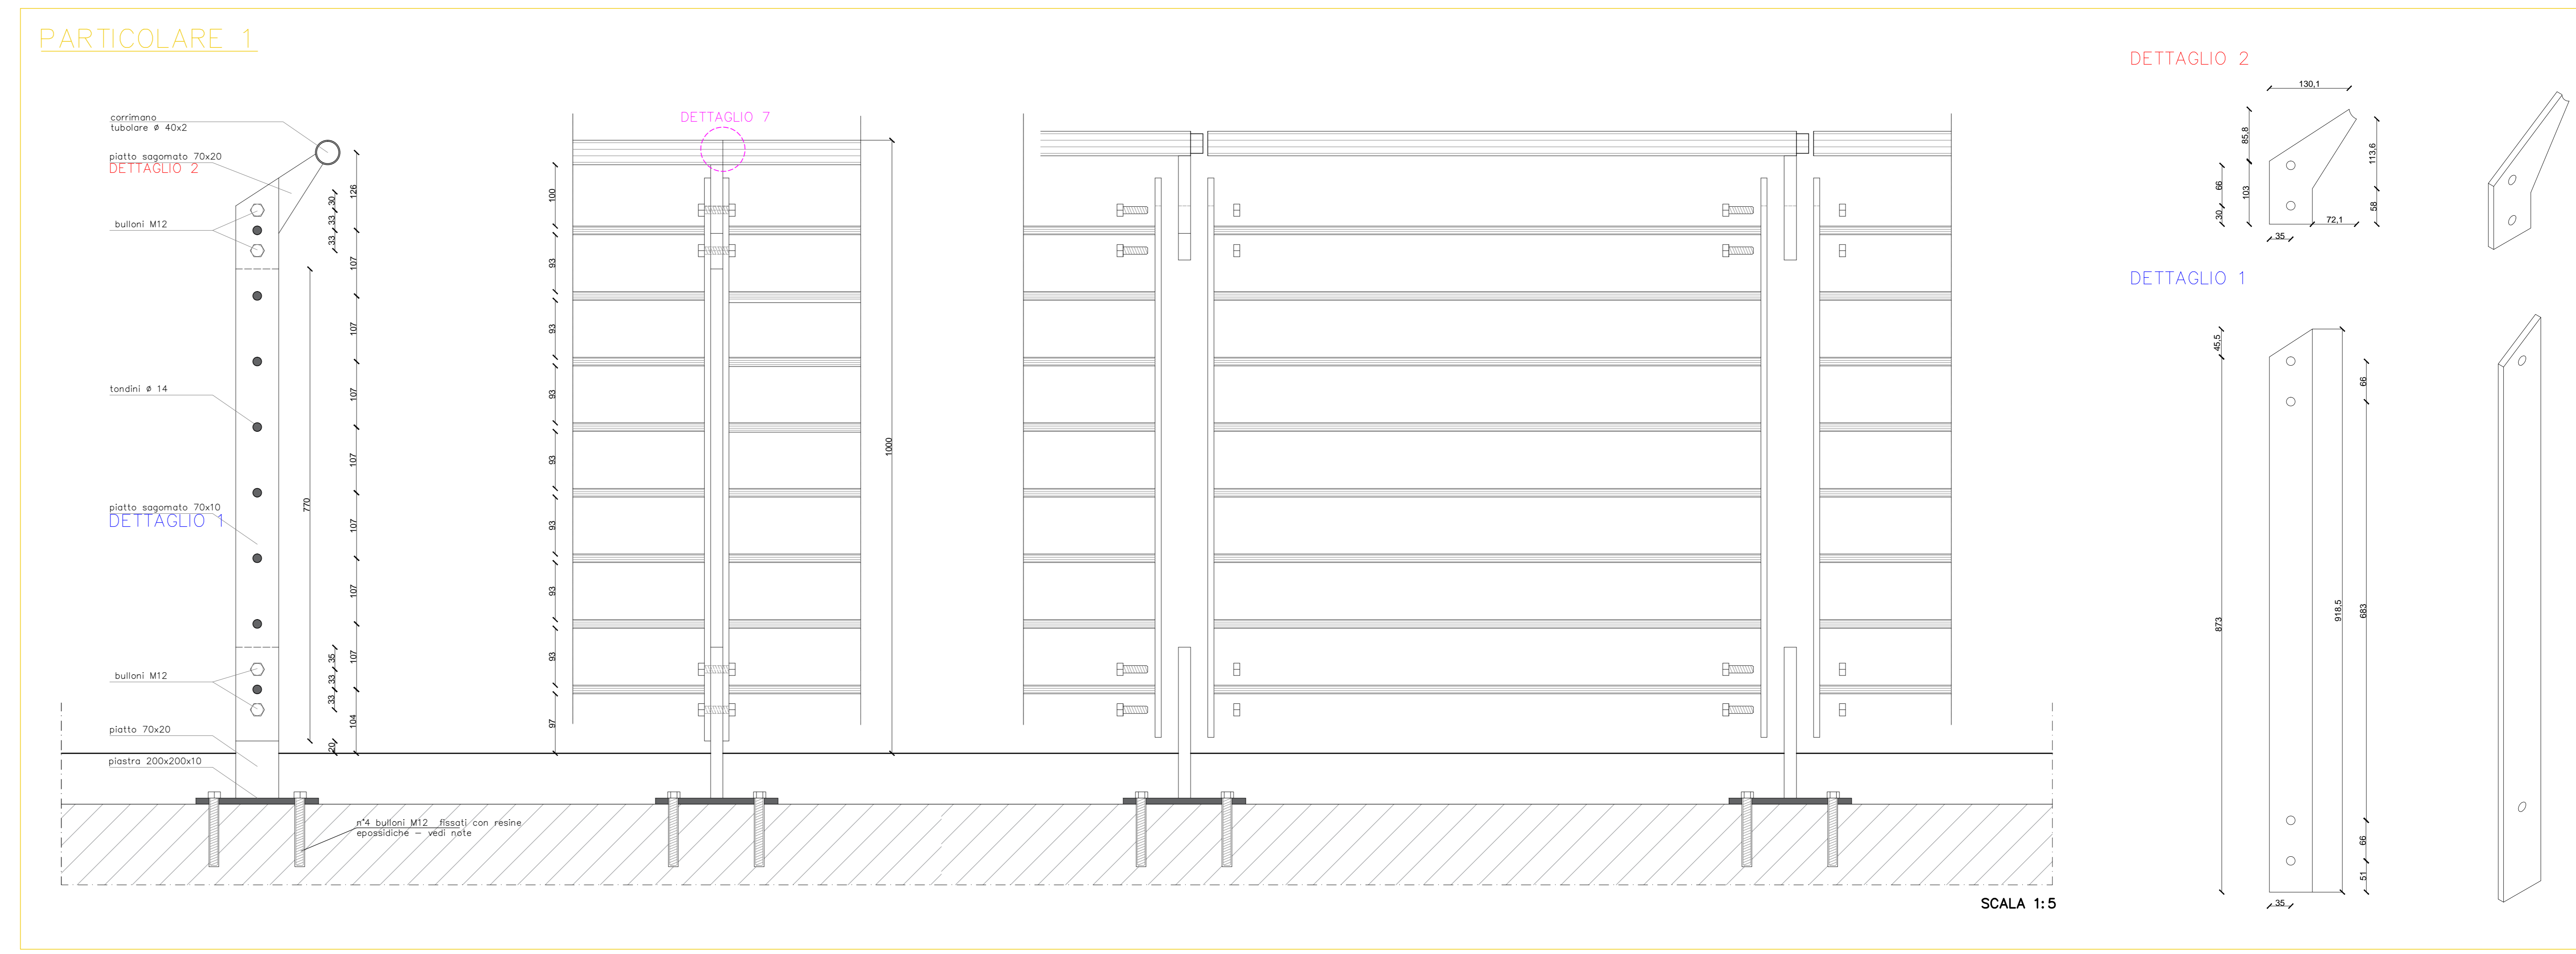 PARTICOLARE 1
corrimano
tubolare ø 40x2
piatto sagomato 70x20
DETTAGLIO 2
bulloni M12
tondini ø 14
piatto sagomato 70x10
DETTAGLIO 1
bulloni M12
piatto 70x20
piastra 200x200x10
n°4 bulloni M12 fissati con resine
epossidiche - vedi note
30
33
33
770
35
33
33
20
126
107
107
107
107
107
107
107
104
DETTAGLIO 7
100
93
93
93
93
93
93
93
97
1000
SCALA 1:5
DETTAGLIO 2
130,1
85,8
103
66
30
113,6
58
72,1
35
DETTAGLIO 1
45,5
873
918,5
66
683
66
51
35